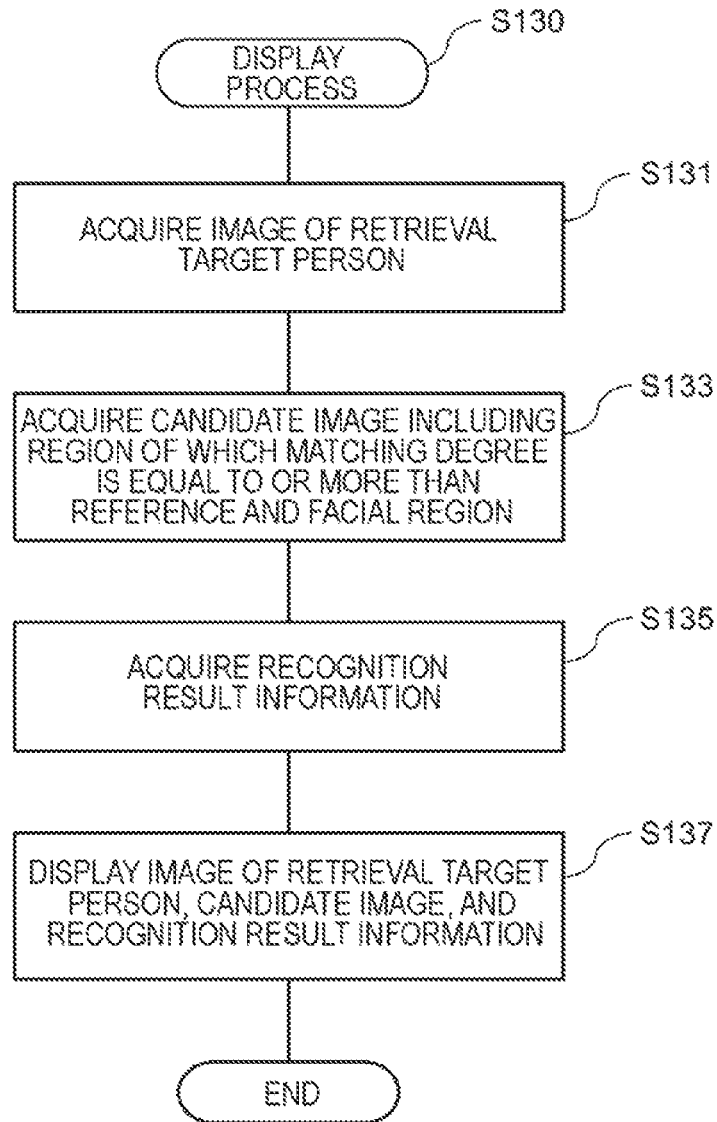 S130
DISPLAY
PROCESS
S131
ACQUIRE IMAGE OF RETRIEVAL
TARGET PERSON
S133
ACQUIRE CANDIDATE IMAGE INCLUDING
REGION OF WHICH MATCHING DEGREE
IS EQUAL TO OR MORE THAN
REFERENCE AND FACIAL REGION
S135
ACQUIRE RECOGNITION
RESULT INFORMATION
S137
DISPLAY IMAGE OF RETRIEVAL TARGET
PERSON, CANDIDATE IMAGE, AND
RECOGNITION RESULT INFORMATION
END